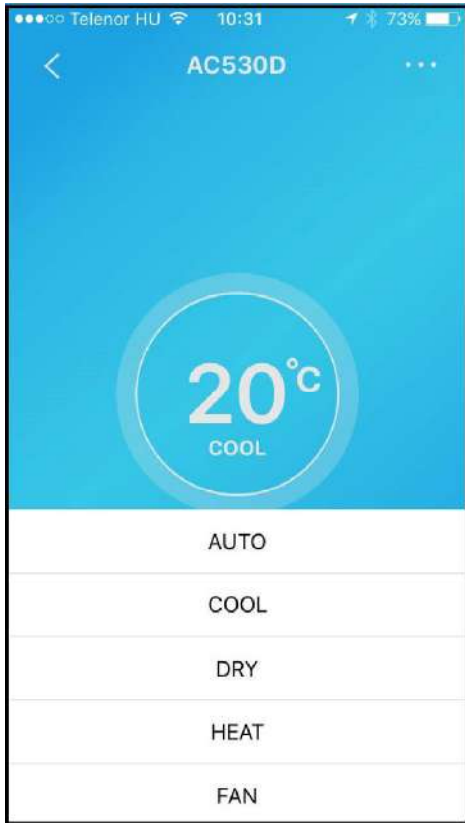 Telenor HU 10:31 73%
AC530D
20°C
COOL
AUTO
COOL
DRY
HEAT
FAN